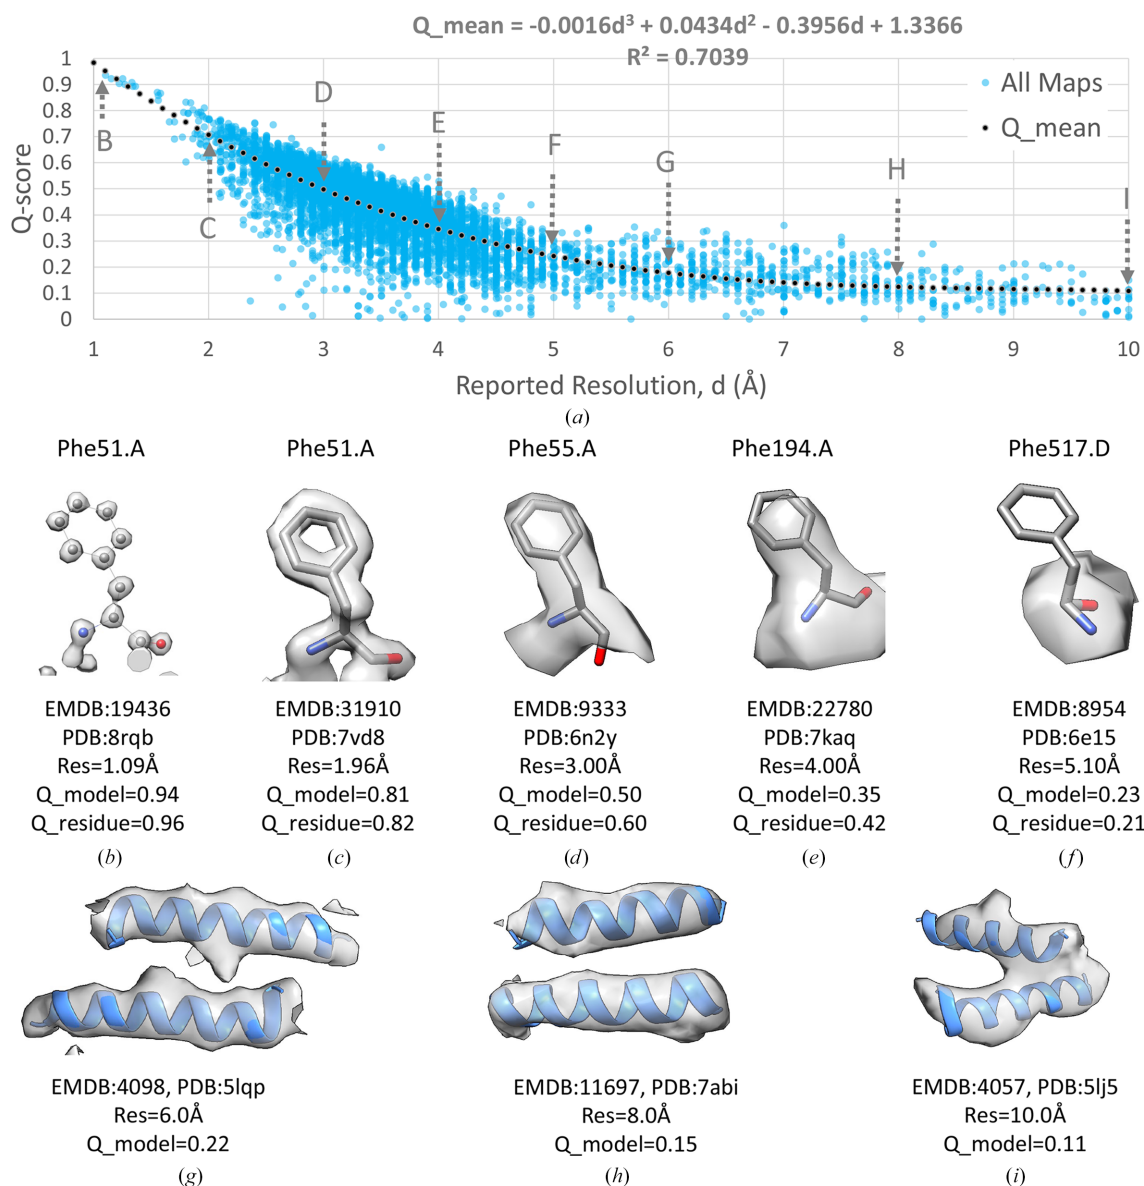 Q_mean = -0.0016d³ + 0.0434d² - 0.3956d + 1.3366
R² = 0.7039
Q-score
1
0.9
0.8
0.7
0.6
0.5
0.4
0.3
0.2
0.1
0
B
C
D
E
F
G
H
I
All Maps
Q_mean
1 2 3 4 5 6 7 8 9 10
Reported Resolution, d (Å)
(a)
Phe51.A Phe51.A Phe55.A Phe194.A Phe517.D
EMDB:19436 EMDB:31910 EMDB:9333 EMDB:22780 EMDB:8954
PDB:8rqb PDB:7vd8 PDB:6n2y PDB:7kaq PDB:6e15
Res=1.09Å Res=1.96Å Res=3.00Å Res=4.00Å Res=5.10Å
Q_model=0.94 Q_model=0.81 Q_model=0.50 Q_model=0.35 Q_model=0.23
Q_residue=0.96 Q_residue=0.82 Q_residue=0.60 Q_residue=0.42 Q_residue=0.21
(b) (c) (d) (e) (f)
EMDB:4098, PDB:5lqp EMDB:11697, PDB:7abi EMDB:4057, PDB:5lj5
Res=6.0Å Res=8.0Å Res=10.0Å
Q_model=0.22 Q_model=0.15 Q_model=0.11
(g) (h) (i)